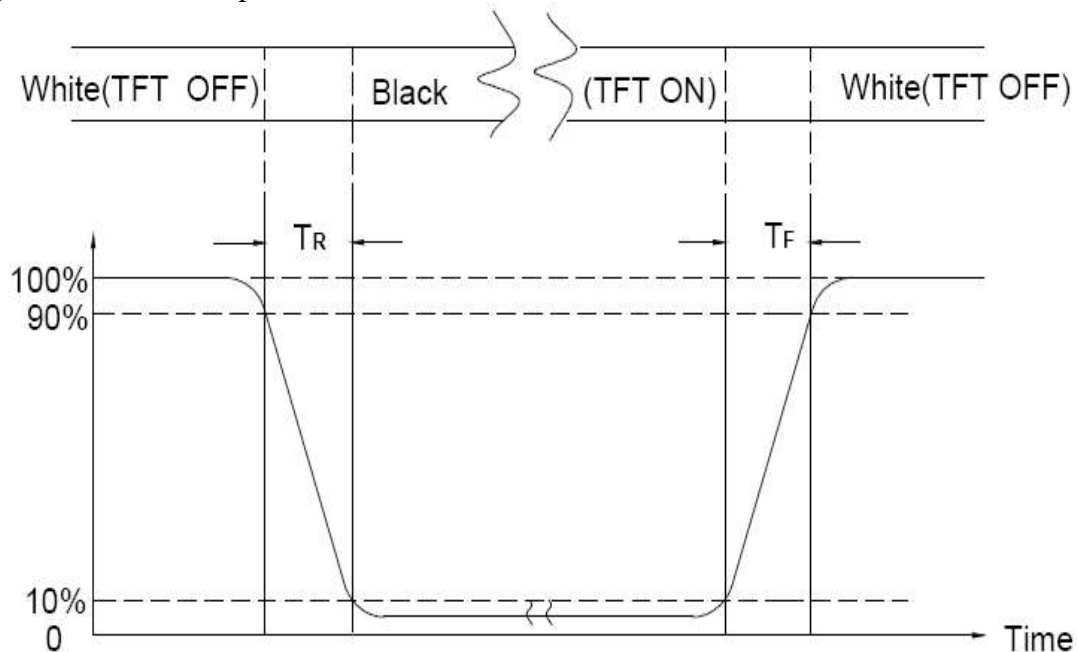 White(TFT OFF) Black (TFT ON) White(TFT OFF)
TR TF
100%
90%
10%
0
Time